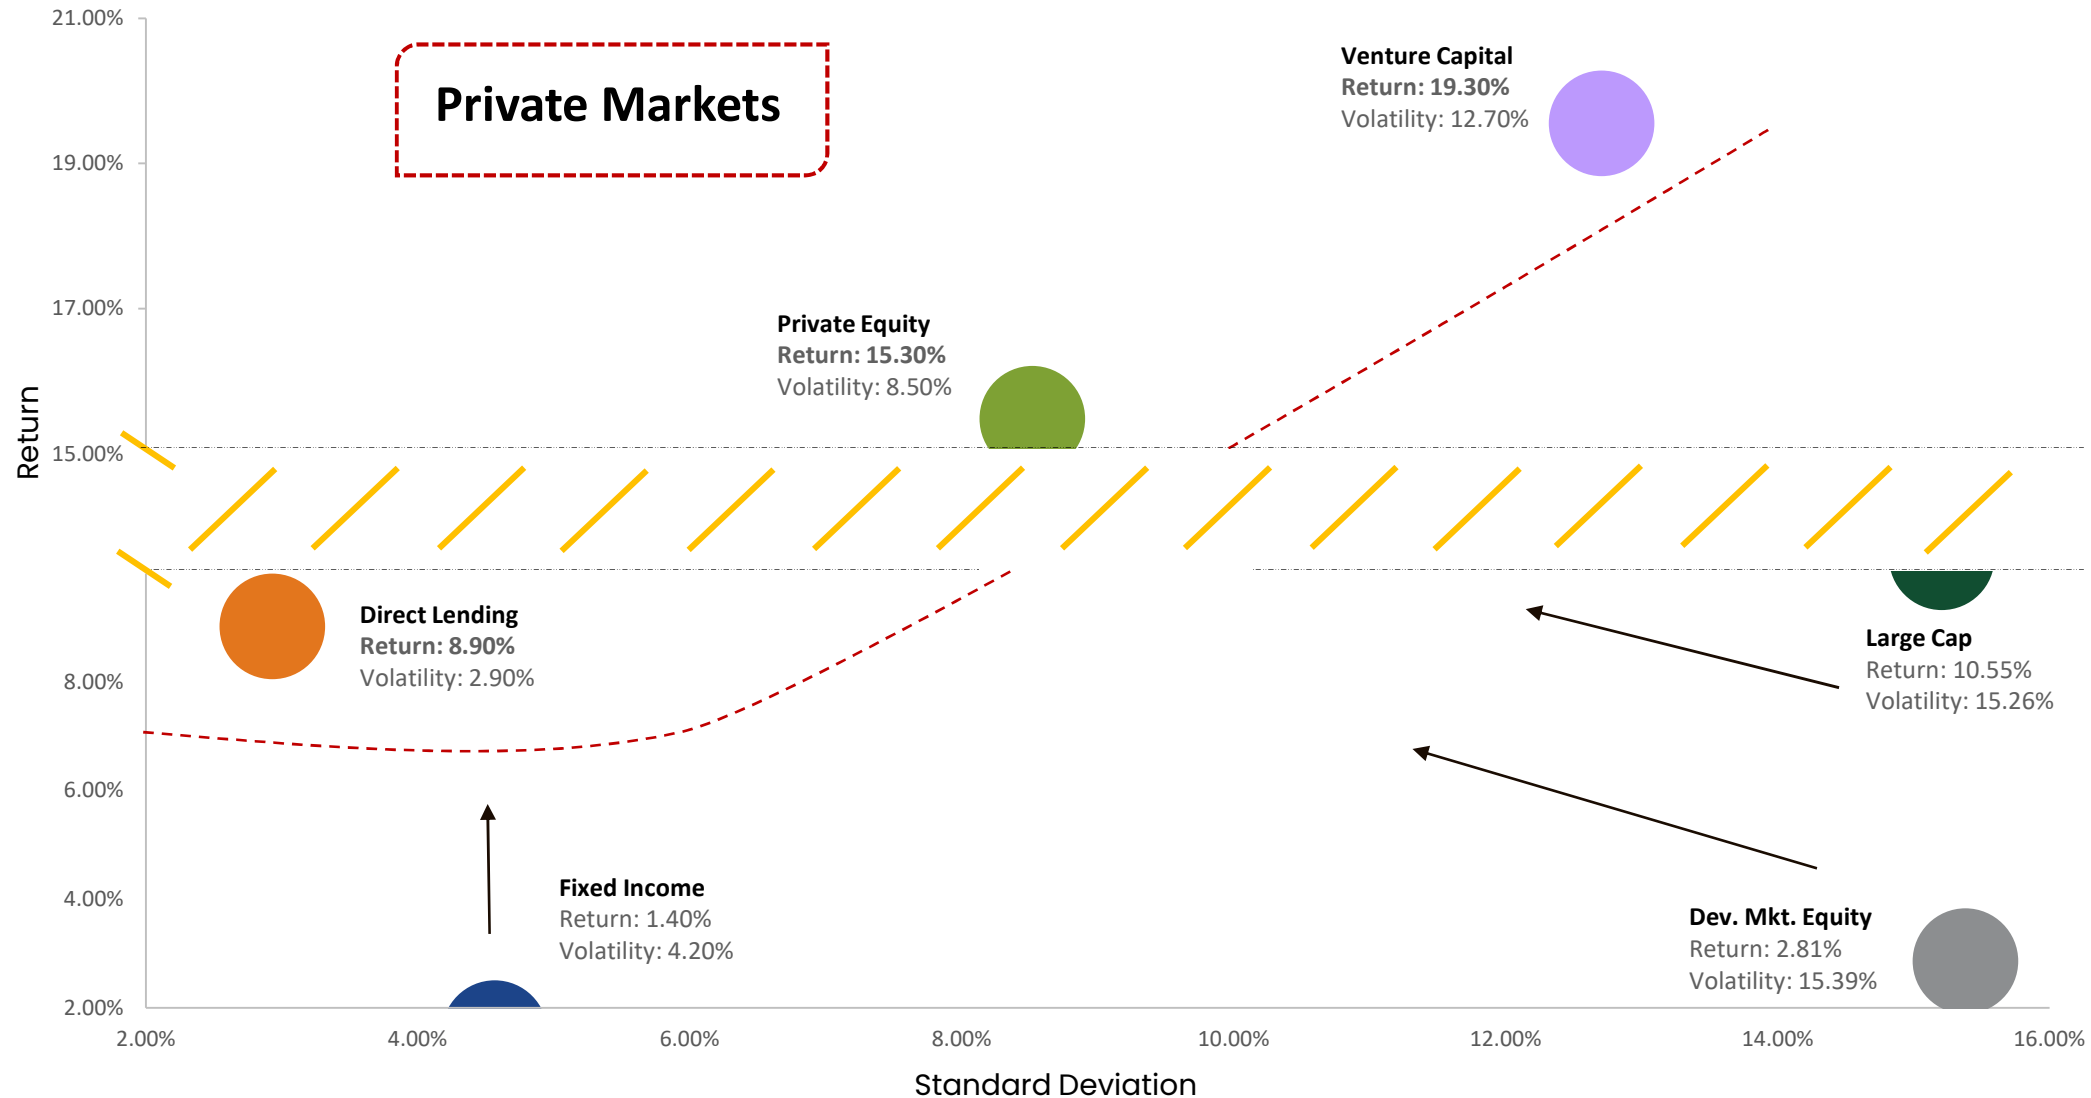 21.00%
Private Markets
Venture Capital
Return: 19.30%
Volatility: 12.70%
19.00%
17.00%
Private Equity
Return: 15.30%
Volatility: 8.50%
Return
15.00%
Direct Lending
Return: 8.90%
Volatility: 2.90%
Large Cap
Return: 10.55%
Volatility: 15.26%
8.00%
6.00%
4.00%
Fixed Income
Return: 1.40%
Volatility: 4.20%
Dev. Mkt. Equity
Return: 2.81%
Volatility: 15.39%
2.00%
2.00% 4.00% 6.00% 8.00% 10.00% 12.00% 14.00% 16.00%
Standard Deviation